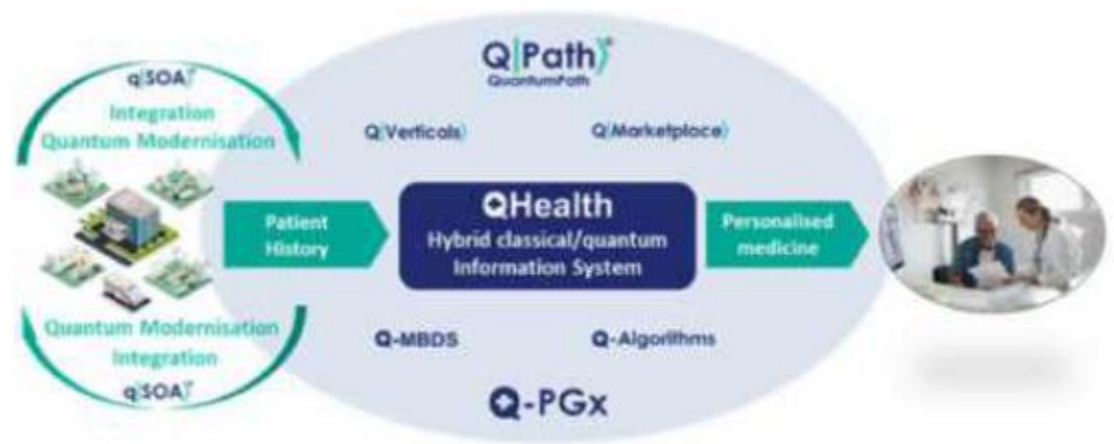 q|SOA⟩
Integration
Quantum Modernisation
Quantum Modernisation
Integration
q|SOA⟩
Q|Path⟩
QuantumPath
Q|Verticals⟩
Q|Marketplace⟩
Patient
History
QHealth
Hybrid classical/quantum
Information System
Personalised
medicine
Q-MBDS
Q-Algorithms
Q-PGx